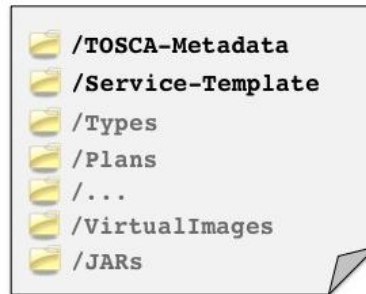 /TOSCA-Metadata
/Service-Template
/Types
/Plans
/...
/VirtualImages
/JARs